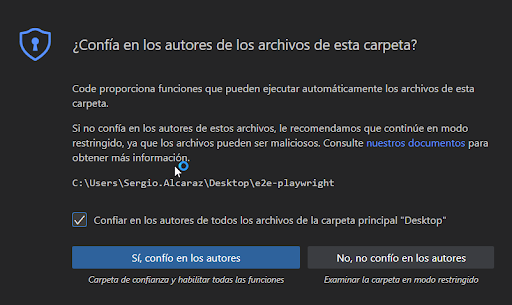 ¿Confía en los autores de los archivos de esta carpeta?
Code proporciona funciones que pueden ejecutar automáticamente los archivos de esta
carpeta.
Si no confía en los autores de estos archivos, le recomendamos que continúe en modo
restringido, ya que los archivos pueden ser maliciosos. Consulte nuestros documentos para
obtener más información.
C:\Users\Sergio.Alcaraz\Desktop\e2e-playwright
Confiar en los autores de todos los archivos de la carpeta principal "Desktop"
Sí, confío en los autores
No, no confío en los autores
Carpeta de confianza y habilitar todas las funciones
Examinar la carpeta en modo restringido